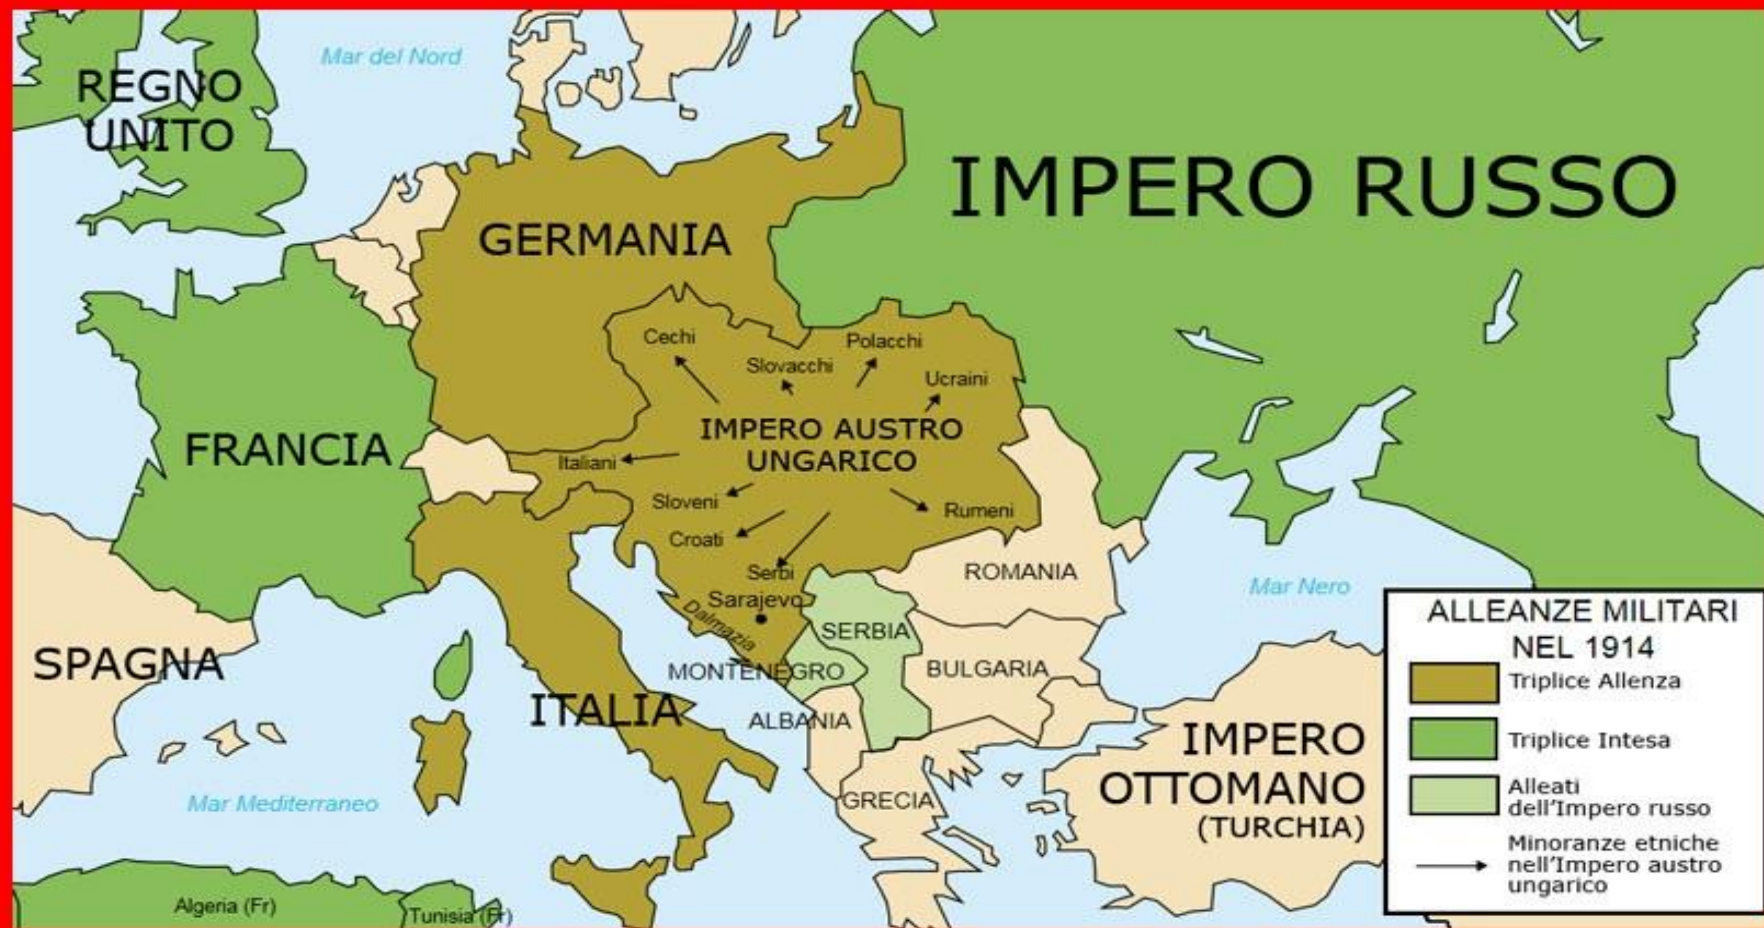 Mar del Nord
REGNO
UNITO
IMPERO RUSSO
GERMANIA
Cechi
Slovacchi
Polacchi
Ucraini
IMPERO AUSTRO
UNGARICO
FRANCIA
Italiani
Sloveni
Rumeni
Croati
Serbi
Sarajevo
Dalmazia
ROMANIA
Mar Nero
SERBIA
SPAGNA
MONTENEGRO
BULGARIA
ITALIA
ALBANIA
GRECIA
IMPERO
OTTOMANO
(TURCHIA)
Mar Mediterraneo
Algeria (Fr)
Tunisia (Fr)
ALLEANZE MILITARI
NEL 1914
Triplice Allenza
Triplice Intesa
Alleati
dell'Impero russo
Minoranze etniche
nell'Impero austro
ungarico